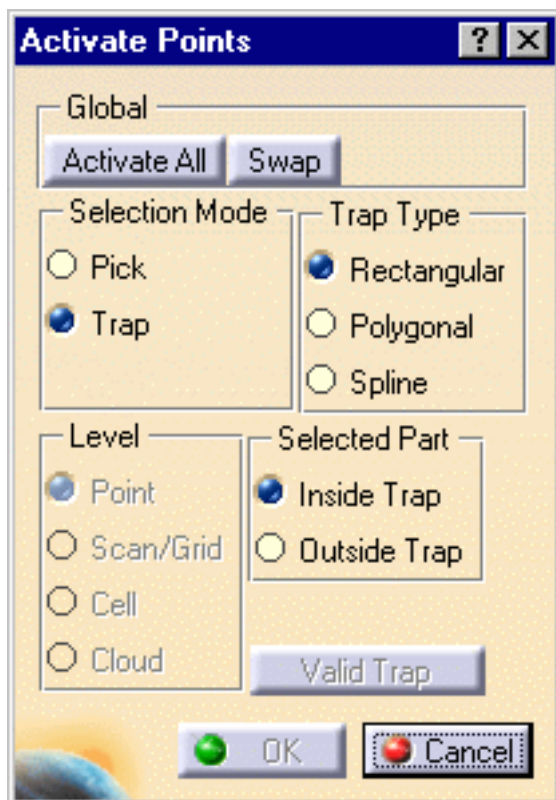 Activate Points
?
Global
Activate All Swap
Selection Mode
Pick
Trap
Trap Type
Rectangular
Polygonal
Spline
Level
Point
Scan/Grid
Cell
Cloud
Selected Part
Inside Trap
Outside Trap
Valid Trap
OK Cancel